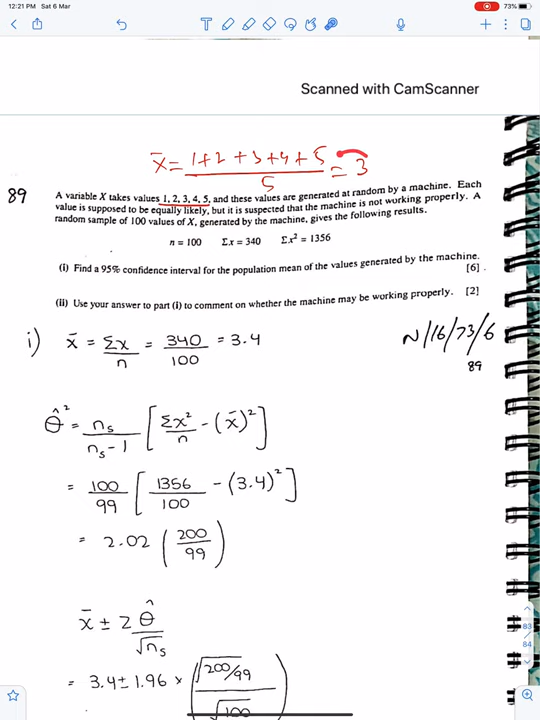 12:21 PM Sat 6 Mar
73%
Scanned with CamScanner
x̄ = 1+2+3+4+5 / 5 = 3
89
A variable X takes values 1, 2, 3, 4, 5, and these values are generated at random by a machine. Each
value is supposed to be equally likely, but it is suspected that the machine is not working properly. A
random sample of 100 values of X, generated by the machine, gives the following results.
n = 100 Σx = 340 Σx² = 1356
(i) Find a 95% confidence interval for the population mean of the values generated by the machine. [6]
(ii) Use your answer to part (i) to comment on whether the machine may be working properly. [2]
i) x̄ = Σx / n = 340 / 100 = 3.4
N/16/73/6
89
θ̂² = nₛ / nₛ-1 [Σx² / n - (x̄)²]
= 100 / 99 [1356 / 100 - (3.4)²]
= 2.02 (200 / 99)
x̄ ± Z θ̂ / √nₛ
= 3.4 ± 1.96 × (√200/99 / √100)
83
84